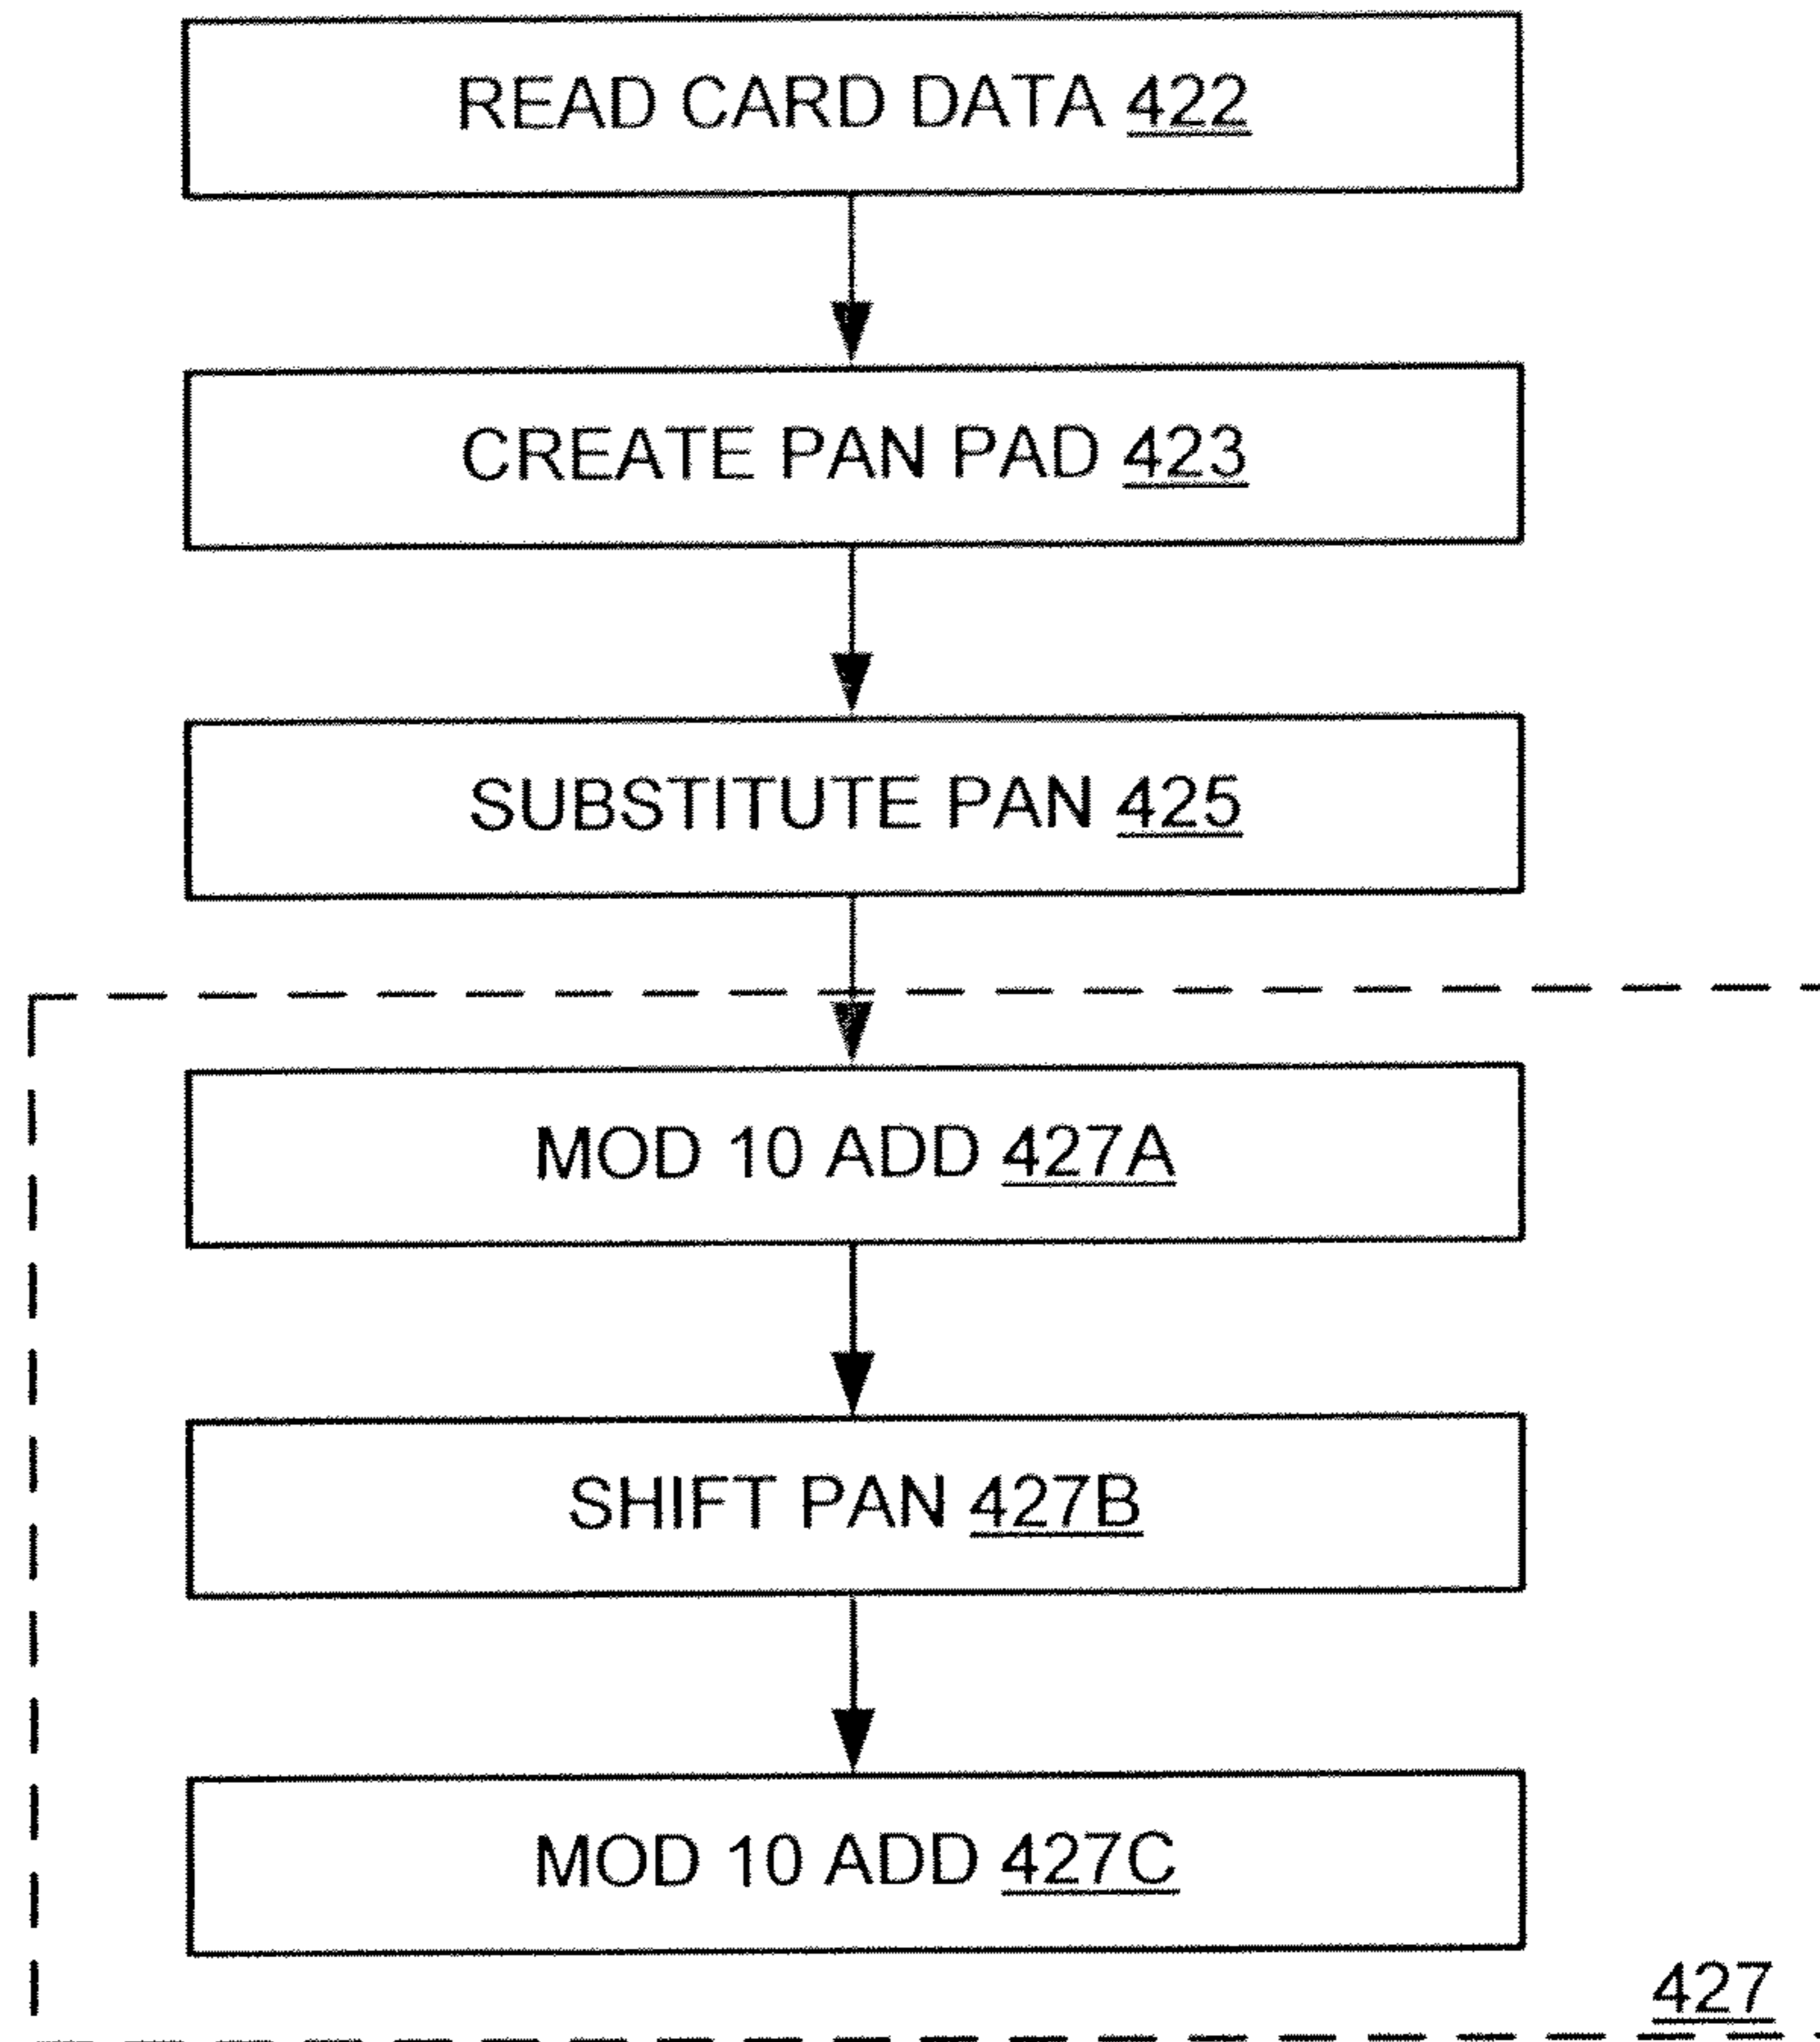 READ CARD DATA 422
CREATE PAN PAD 423
SUBSTITUTE PAN 425
MOD 10 ADD 427A
SHIFT PAN 427B
MOD 10 ADD 427C
427